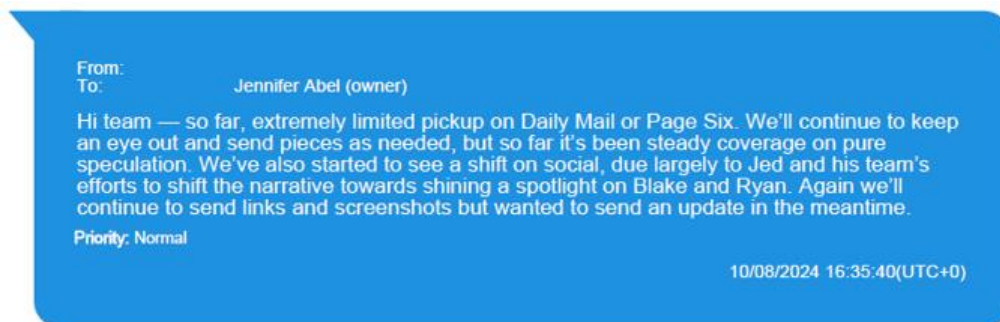 From:
To: Jennifer Abel (owner)
Hi team — so far, extremely limited pickup on Daily Mail or Page Six. We'll continue to keep
an eye out and send pieces as needed, but so far it's been steady coverage on pure
speculation. We've also started to see a shift on social, due largely to Jed and his team's
efforts to shift the narrative towards shining a spotlight on Blake and Ryan. Again we'll
continue to send links and screenshots but wanted to send an update in the meantime.
Priority: Normal
10/08/2024 16:35:40(UTC+0)